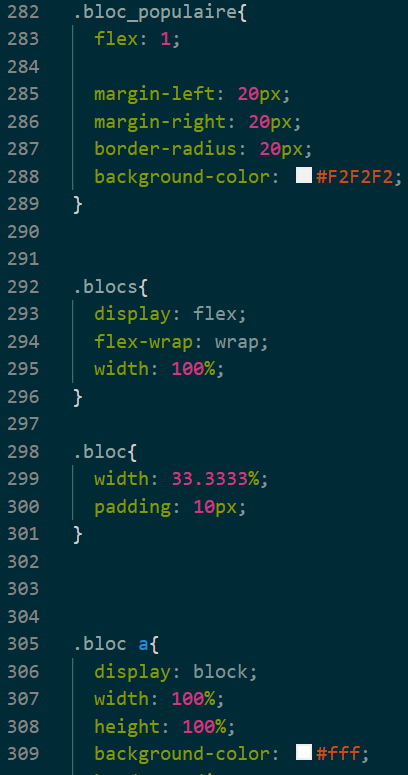 282 .bloc_populaire{
283 flex: 1;
284
285 margin-left: 20px;
286 margin-right: 20px;
287 border-radius: 20px;
288 background-color: #F2F2F2;
289 }
290
291
292 .blocs{
293 display: flex;
294 flex-wrap: wrap;
295 width: 100%;
296 }
297
298 .bloc{
299 width: 33.3333%;
300 padding: 10px;
301 }
302
303
304
305 .bloc a{
306 display: block;
307 width: 100%;
308 height: 100%;
309 background-color: #fff;